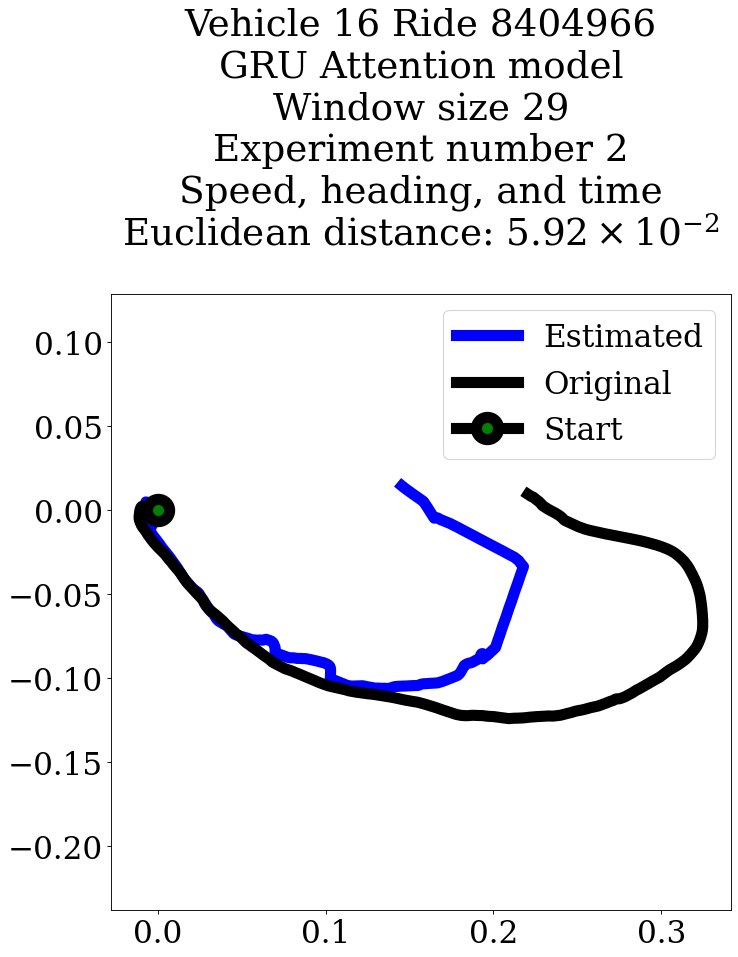 Vehicle 16 Ride 8404966
GRU Attention model
Window size 29
Experiment number 2
Speed, heading, and time
Euclidean distance: 5.92 × 10⁻²
Estimated
Original
Start
0.10
0.05
0.00
−0.05
−0.10
−0.15
−0.20
0.0 0.1 0.2 0.3